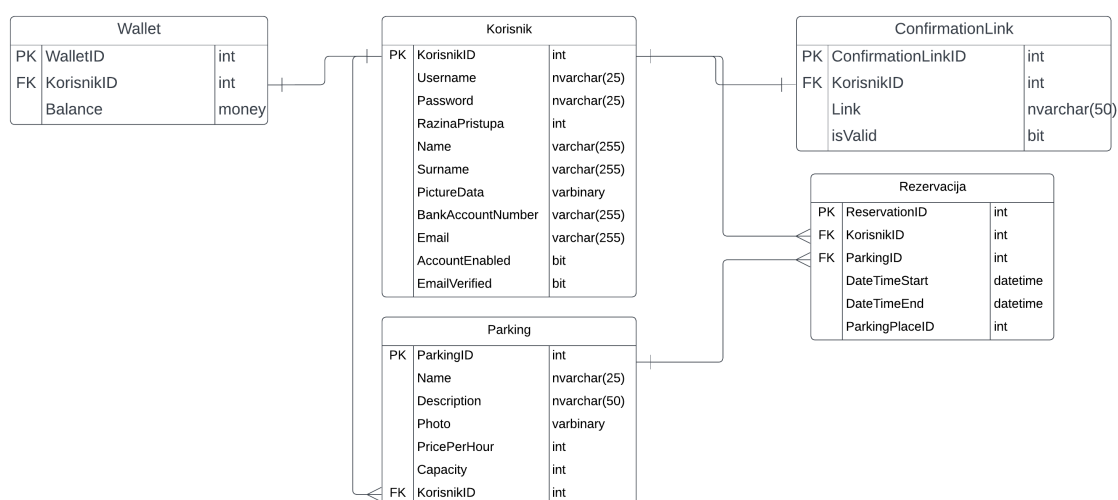 Wallet
PK WalletID int
FK KorisnikID int
Balance money
Korisnik
PK KorisnikID int
Username nvarchar(25)
Password nvarchar(25)
RazinaPristupa int
Name varchar(255)
Surname varchar(255)
PictureData varbinary
BankAccountNumber varchar(255)
Email varchar(255)
AccountEnabled bit
EmailVerified bit
ConfirmationLink
PK ConfirmationLinkID int
FK KorisnikID int
Link nvarchar(50)
isValid bit
Rezervacija
PK ReservationID int
FK KorisnikID int
FK ParkingID int
DateTimeStart datetime
DateTimeEnd datetime
ParkingPlaceID int
Parking
PK ParkingID int
Name nvarchar(25)
Description nvarchar(50)
Photo varbinary
PricePerHour int
Capacity int
FK KorisnikID int